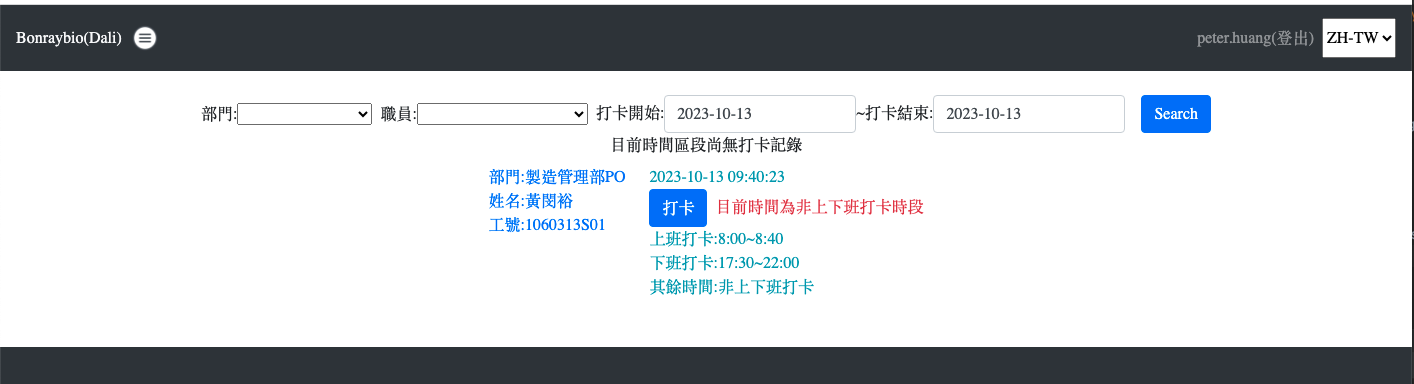 Bonraybio(Dali) peter.huang(登出) ZH-TW
部門: 職員: 打卡開始: 2023-10-13 ~打卡結束: 2023-10-13 Search
目前時間區段尚無打卡記錄
部門:製造管理部PO
姓名:黃閔裕
工號:1060313S01
2023-10-13 09:40:23
打卡 目前時間為非上下班打卡時段
上班打卡:8:00~8:40
下班打卡:17:30~22:00
其餘時間:非上下班打卡